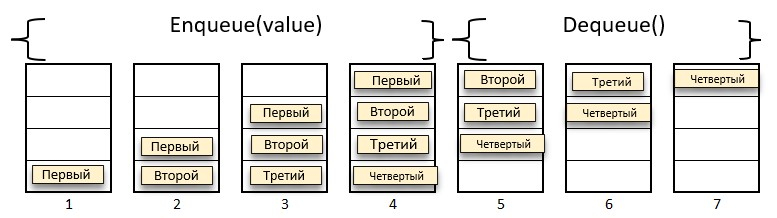 Enqueue(value) Dequeue()
Первый Второй Третий Четвертый
Первый Второй Третий Четвертый
Первый Второй Третий Четвертый
Первый Второй Третий Четвертый
1 2 3 4 5 6 7